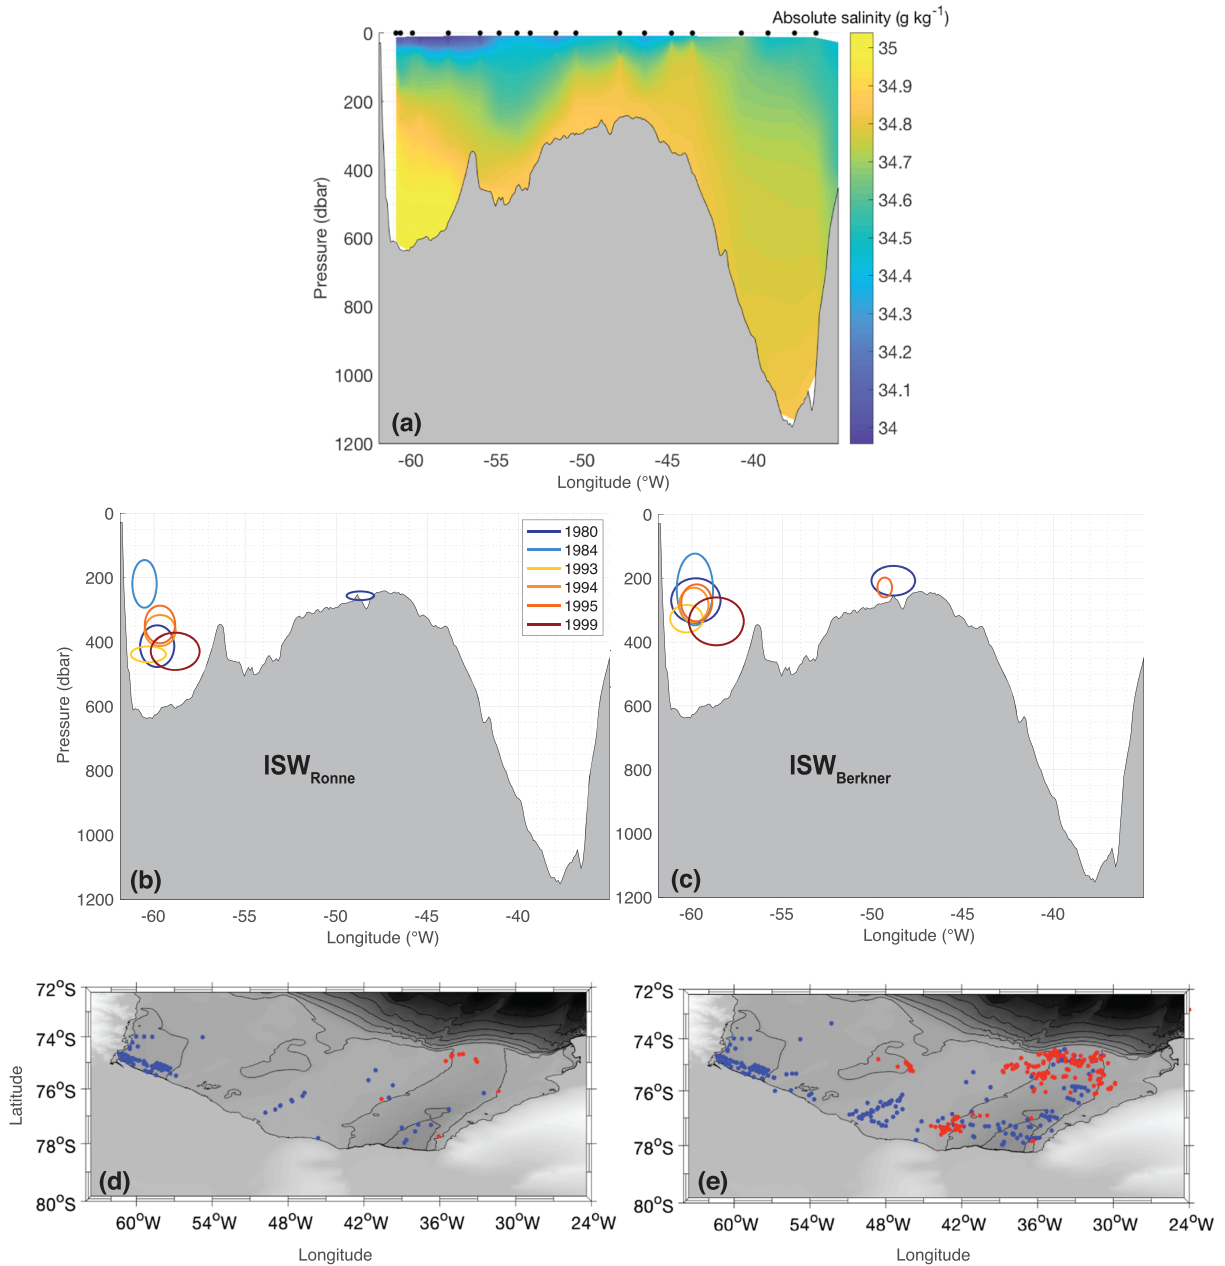 Absolute salinity (g kg⁻¹)
0
200
400
600
800
1000
1200
Pressure (dbar)
(a)
-60 -55 -50 -45 -40
Longitude (°W)
35
34.9
34.8
34.7
34.6
34.5
34.4
34.3
34.2
34.1
34
0
200
400
600
800
1000
1200
Pressure (dbar)
1980
1984
1993
1994
1995
1999
ISW Ronne
(b)
-60 -55 -50 -45 -40
Longitude (°W)
0
200
400
600
800
1000
1200
ISW Berkner
(c)
-60 -55 -50 -45 -40
Longitude (°W)
72°S
74°S
76°S
78°S
80°S
Latitude
(d)
60°W 54°W 48°W 42°W 36°W 30°W 24°W
Longitude
72°S
74°S
76°S
78°S
80°S
(e)
60°W 54°W 48°W 42°W 36°W 30°W 24°W
Longitude